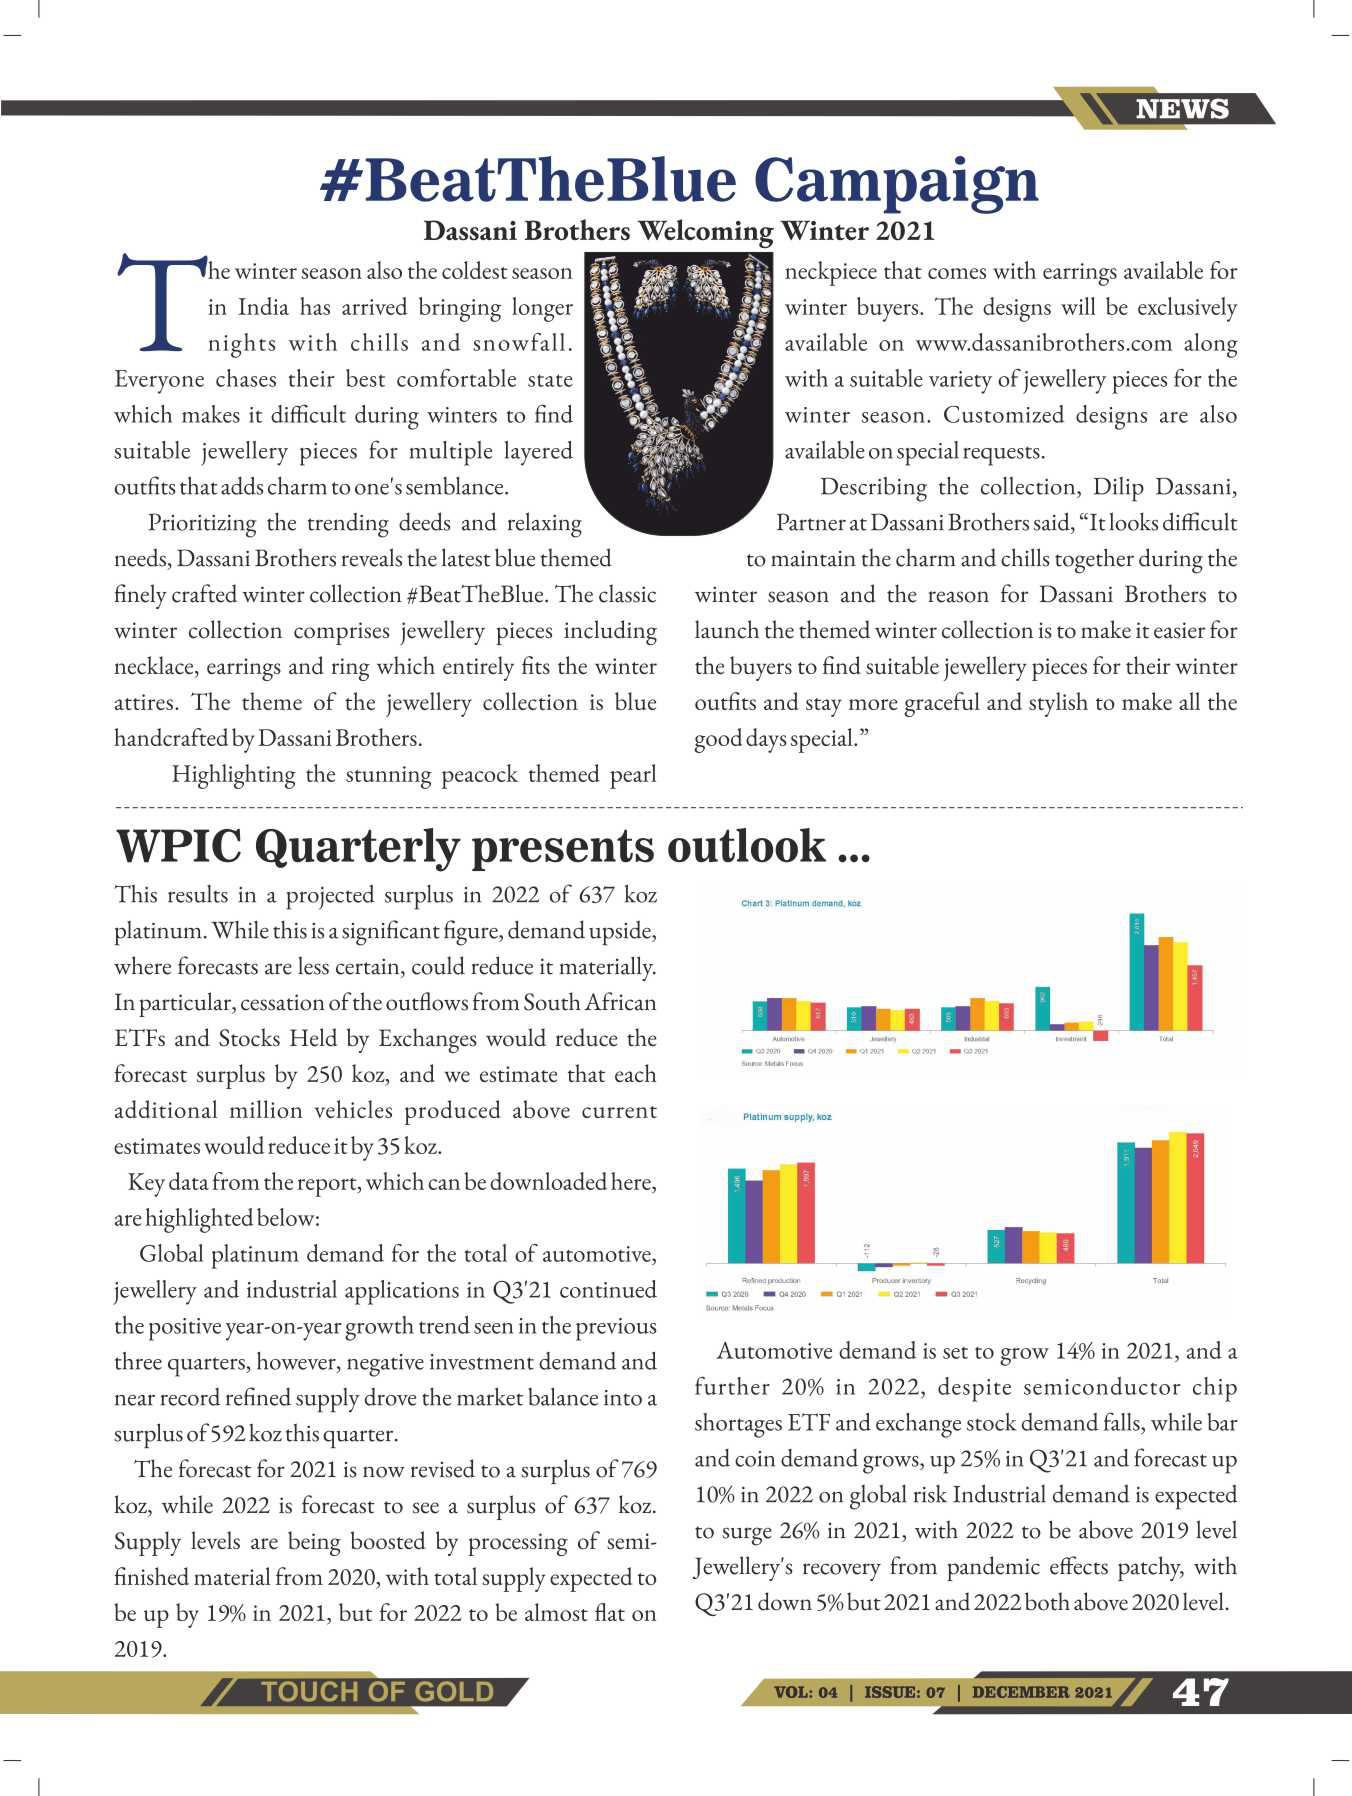 NEWS
#BeatTheBlue Campaign
Dassani Brothers Welcoming Winter 2021
The winter season also the coldest season
in India has arrived bringing longer
nights with chills and snowfall.
Everyone chases their best comfortable state
which makes it difficult during winters to find
suitable jewellery pieces for multiple layered
outfits that adds charm to one's semblance.
Prioritizing the trending deeds and relaxing
needs, Dassani Brothers reveals the latest blue themed
finely crafted winter collection #BeatTheBlue. The classic
winter collection comprises jewellery pieces including
necklace, earrings and ring which entirely fits the winter
attires. The theme of the jewellery collection is blue
handcrafted by Dassani Brothers.
Highlighting the stunning peacock themed pearl
neckpiece that comes with earrings available for
winter buyers. The designs will be exclusively
available on www.dassanibrothers.com along
with a suitable variety of jewellery pieces for the
winter season. Customized designs are also
available on special requests.
Describing the collection, Dilip Dassani,
Partner at Dassani Brothers said, “It looks difficult
to maintain the charm and chills together during the
winter season and the reason for Dassani Brothers to
launch the themed winter collection is to make it easier for
the buyers to find suitable jewellery pieces for their winter
outfits and stay more graceful and stylish to make all the
good days special.”
WPIC Quarterly presents outlook ...
This results in a projected surplus in 2022 of 637 koz
platinum. While this is a significant figure, demand upside,
where forecasts are less certain, could reduce it materially.
In particular, cessation of the outflows from South African
ETFs and Stocks Held by Exchanges would reduce the
forecast surplus by 250 koz, and we estimate that each
additional million vehicles produced above current
estimates would reduce it by 35 koz.
Key data from the report, which can be downloaded here,
are highlighted below:
Global platinum demand for the total of automotive,
jewellery and industrial applications in Q3'21 continued
the positive year-on-year growth trend seen in the previous
three quarters, however, negative investment demand and
near record refined supply drove the market balance into a
surplus of 592 koz this quarter.
The forecast for 2021 is now revised to a surplus of 769
koz, while 2022 is forecast to see a surplus of 637 koz.
Supply levels are being boosted by processing of semi-
finished material from 2020, with total supply expected to
be up by 19% in 2021, but for 2022 to be almost flat on
2019.
Chart 3: Platinum demand, koz
Automotive Jewellery Industrial Investment Total
Q3 2020 Q4 2020 Q1 2021 Q2 2021 Q3 2021
Source: Metals Focus
Platinum supply, koz
1,496 1,597 -112 -28 527 480 1,911 2,049
Refined production Producer inventory Recycling Total
Q3 2020 Q4 2020 Q1 2021 Q2 2021 Q3 2021
Source: Metals Focus
Automotive demand is set to grow 14% in 2021, and a
further 20% in 2022, despite semiconductor chip
shortages ETF and exchange stock demand falls, while bar
and coin demand grows, up 25% in Q3'21 and forecast up
10% in 2022 on global risk Industrial demand is expected
to surge 26% in 2021, with 2022 to be above 2019 level
Jewellery's recovery from pandemic effects patchy, with
Q3'21 down 5% but 2021 and 2022 both above 2020 level.
TOUCH OF GOLD
VOL: 04 | ISSUE: 07 | DECEMBER 2021
47